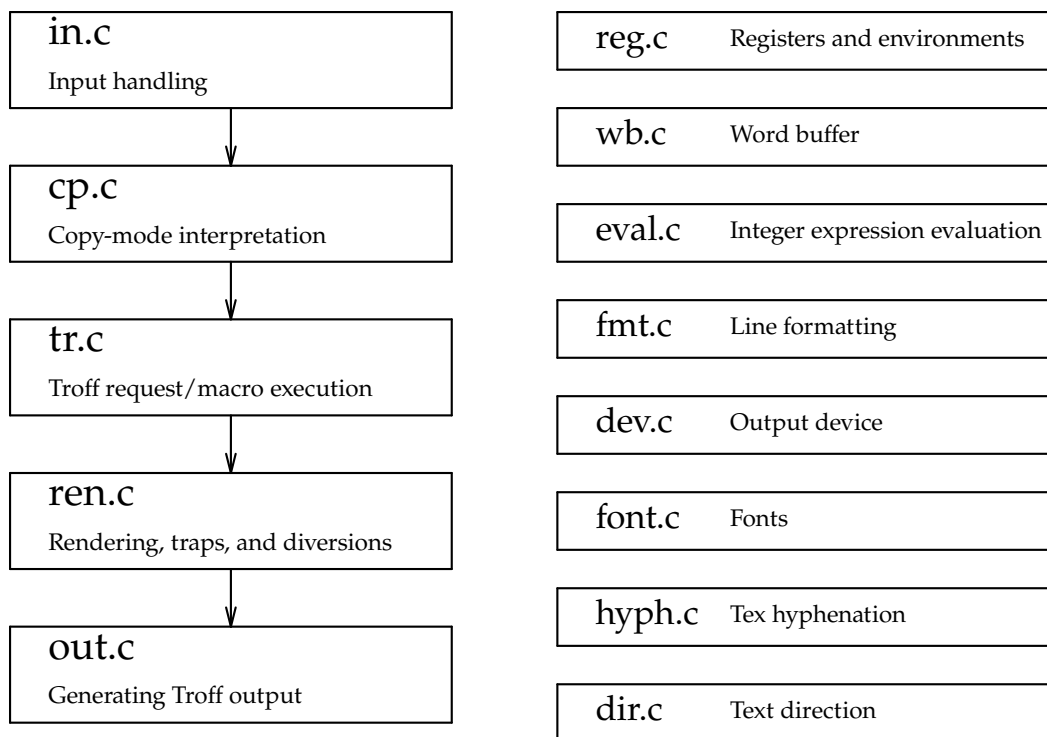 in.c
Input handling
cp.c
Copy-mode interpretation
tr.c
Troff request/macro execution
ren.c
Rendering, traps, and diversions
out.c
Generating Troff output
reg.c Registers and environments
wb.c Word buffer
eval.c Integer expression evaluation
fmt.c Line formatting
dev.c Output device
font.c Fonts
hyph.c Tex hyphenation
dir.c Text direction